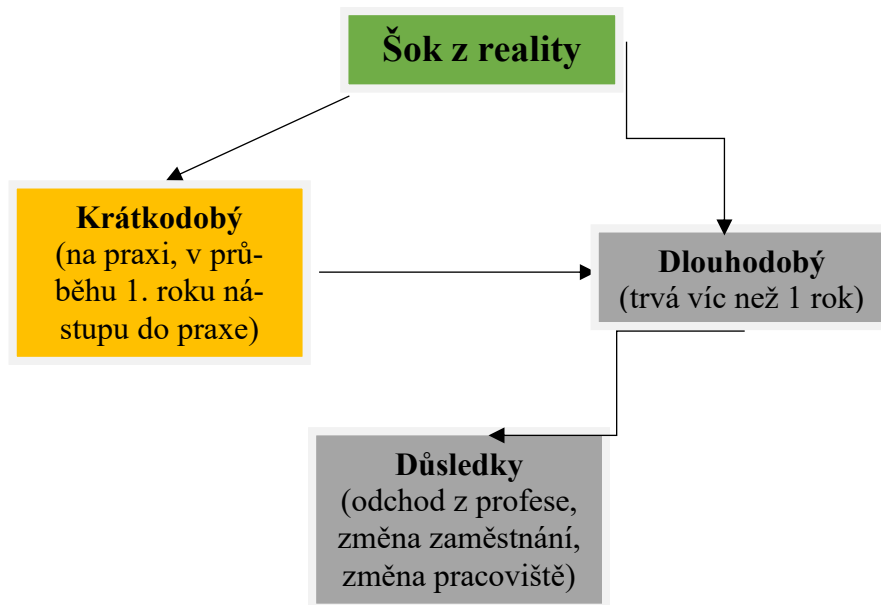 Šok z reality
Krátkodobý
(na praxi, v prů-
běhu 1. roku ná-
stupu do praxe)
Dlouhodobý
(trvá víc než 1 rok)
Důsledky
(odchod z profese,
změna zaměstnání,
změna pracoviště)